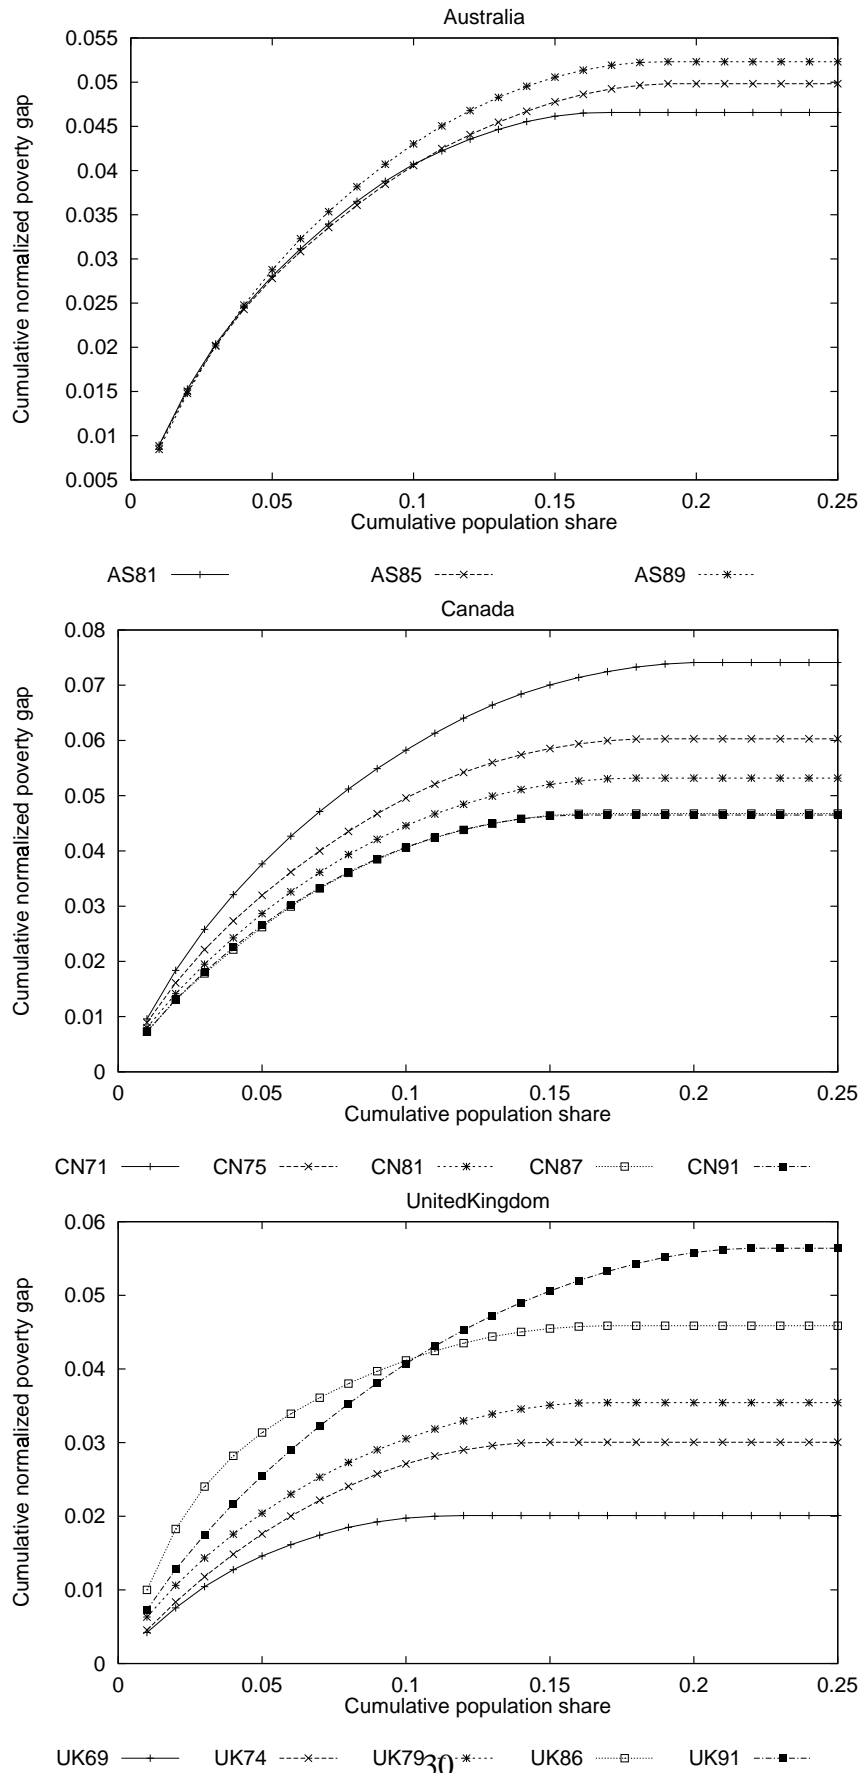 Australia
0.055
0.05
0.045
0.04
0.035
0.03
0.025
0.02
0.015
0.01
0.005
Cumulative normalized poverty gap
0 0.05 0.1 0.15 0.2 0.25
Cumulative population share
AS81 AS85 AS89
Canada
0.08
0.07
0.06
0.05
0.04
0.03
0.02
0.01
0
Cumulative normalized poverty gap
0 0.05 0.1 0.15 0.2 0.25
Cumulative population share
CN71 CN75 CN81 CN87 CN91
UnitedKingdom
0.06
0.05
0.04
0.03
0.02
0.01
0
Cumulative normalized poverty gap
0 0.05 0.1 0.15 0.2 0.25
Cumulative population share
UK69 UK74 UK79 UK86 UK91
30